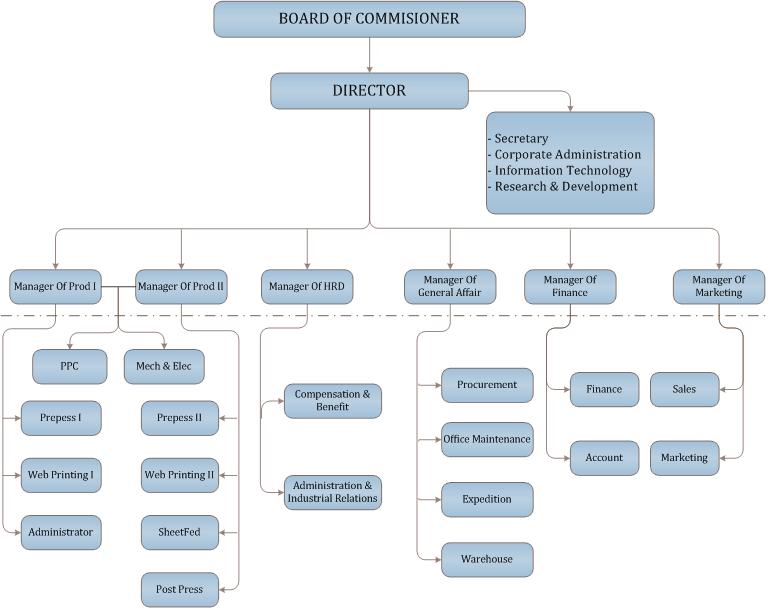 BOARD OF COMMISIONER
DIRECTOR
- Secretary
- Corporate Administration
- Information Technology
- Research & Development
Manager Of Prod I
Manager Of Prod II
Manager Of HRD
Manager Of
General Affair
Manager Of
Finance
Manager Of
Marketing
PPC
Mech & Elec
Prepess I
Prepess II
Web Printing I
Web Printing II
Administrator
SheetFed
Post Press
Compensation &
Benefit
Administration &
Industrial Relations
Procurement
Office Maintenance
Expedition
Warehouse
Finance
Account
Sales
Marketing